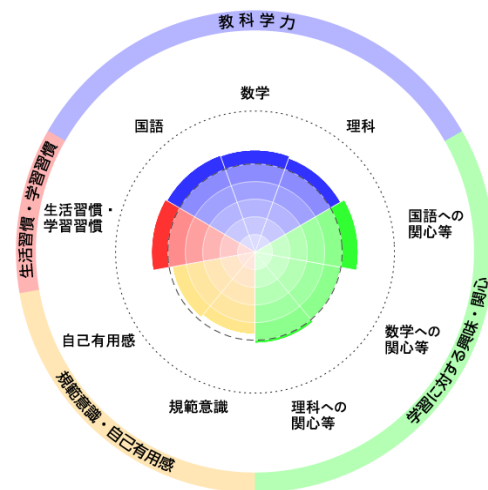 教科学力
数学
国語
理科
生活習慣・学習習慣
生活習慣・
学習習慣
国語への
関心等
自己有用感
数学への
関心等
学習に対する興味・関心
規範意識
理科への
関心等
規範意識・自己有用感